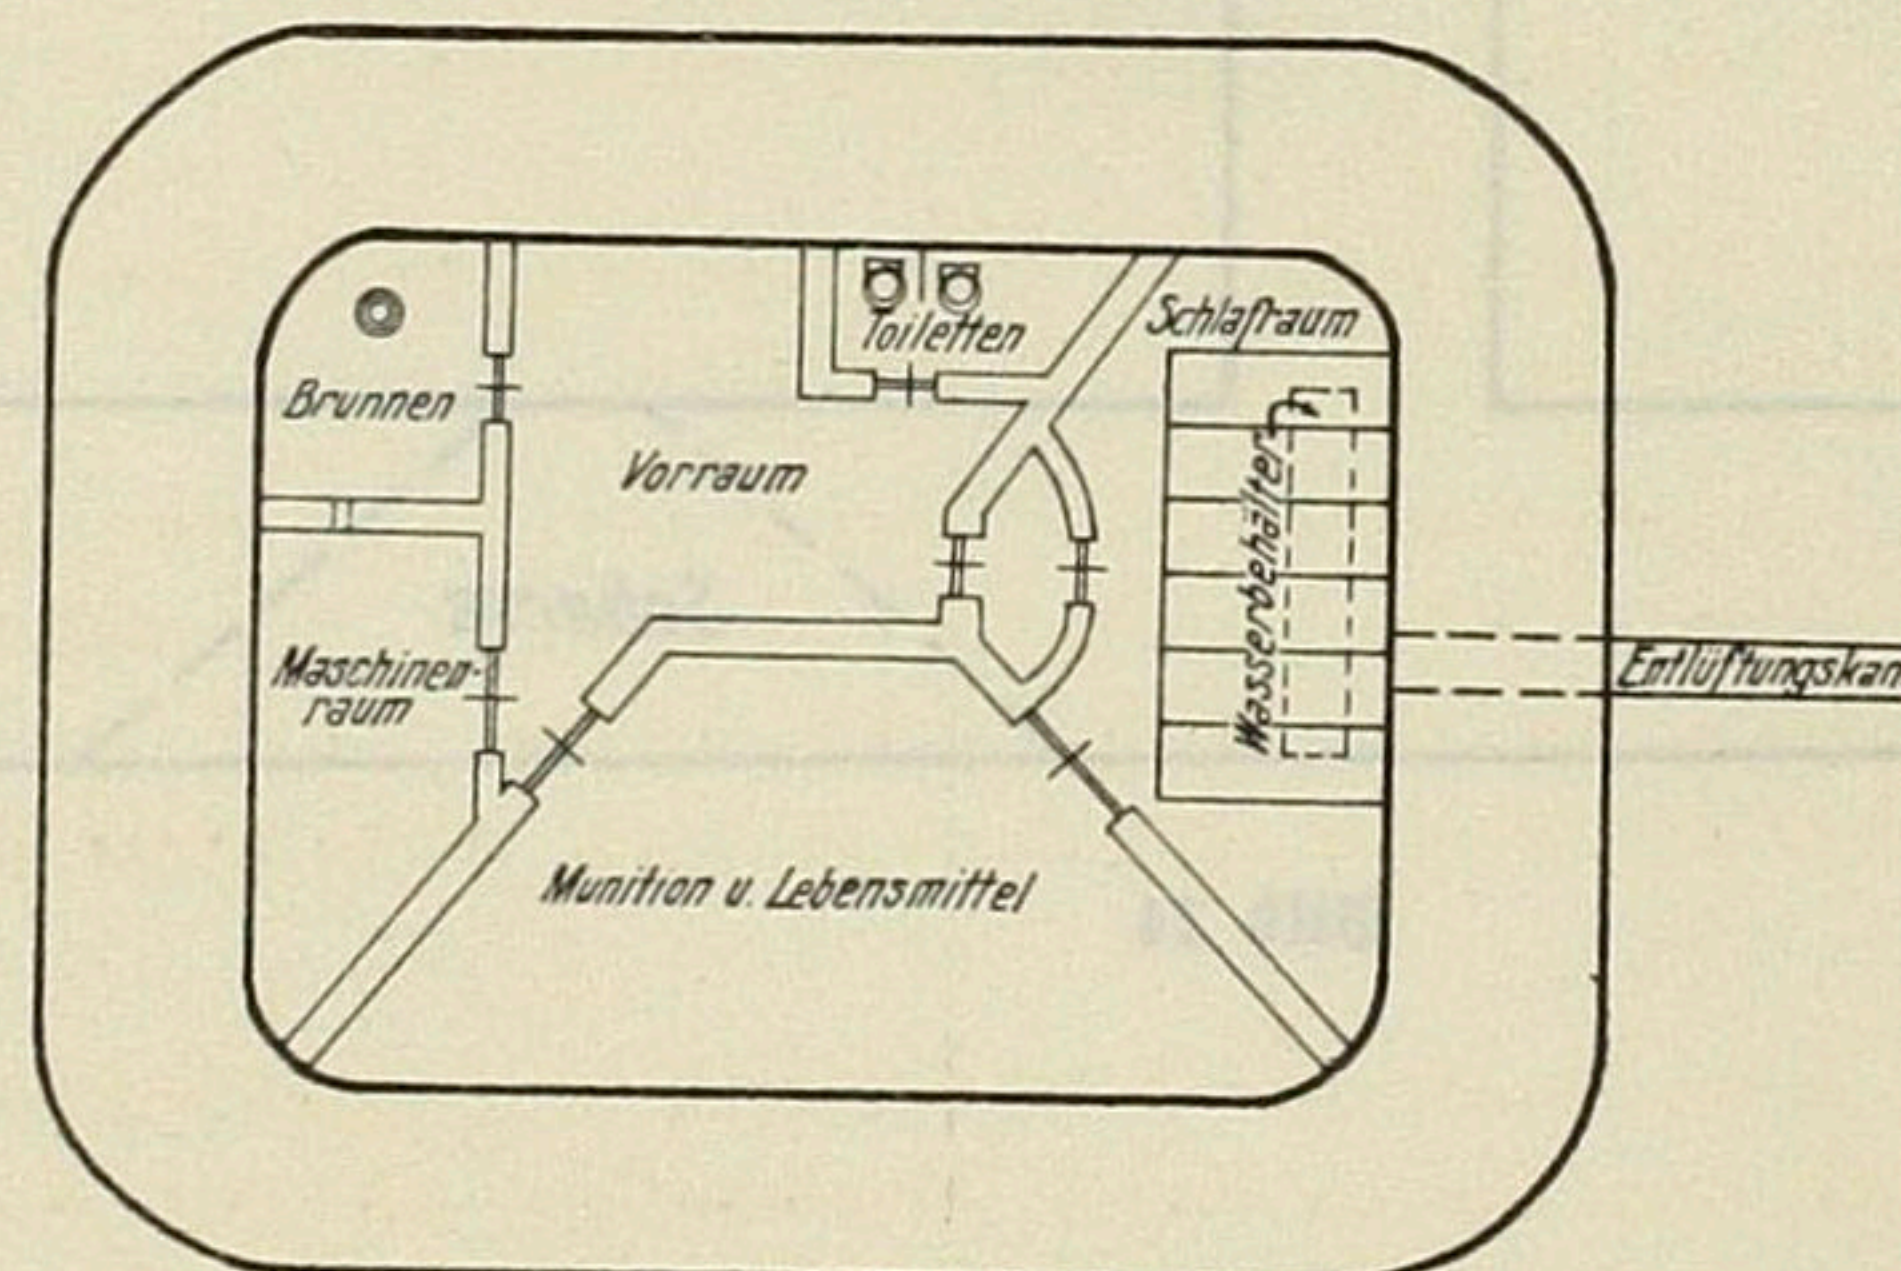 Toiletten
Schlafraum
Brunnen
Vorraum
Wasserbehälter
Maschinen-
raum
Entlüftungskan
Munition u. Lebensmittel